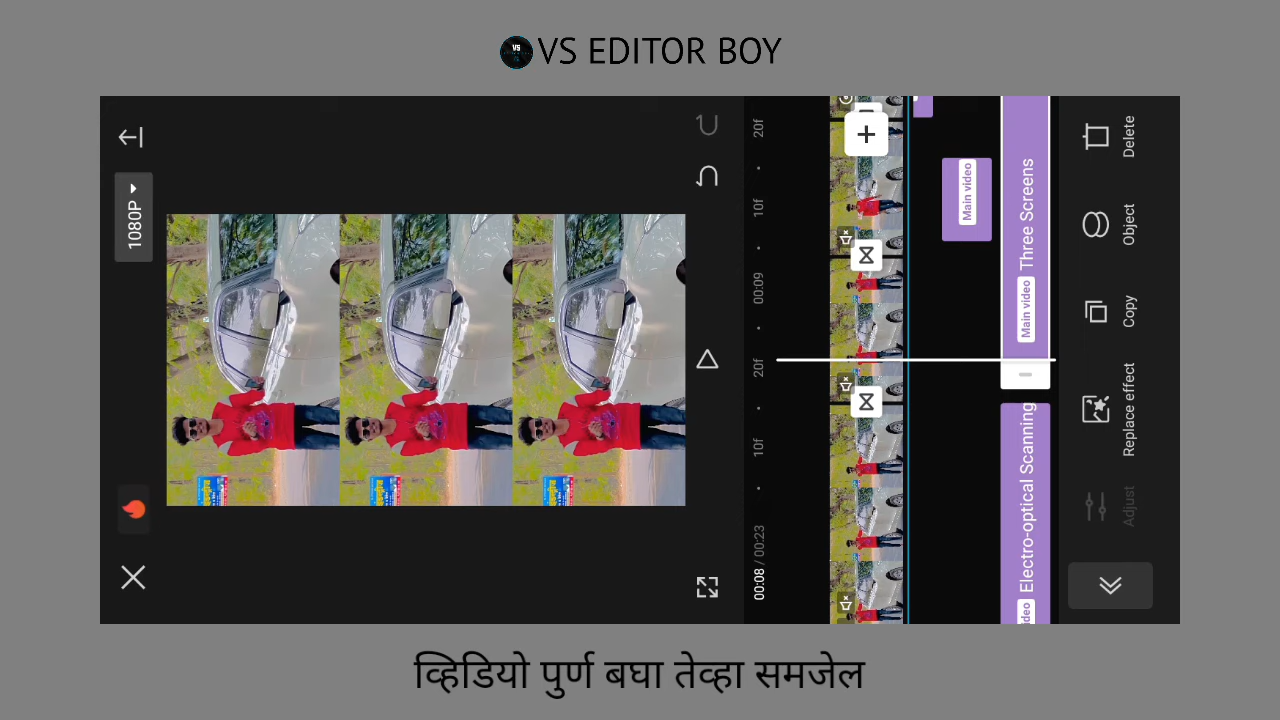 VS
VS EDITOR BOY
1080P
00:08 / 00:23
10f
20f
00:09
10f
20f
Main video
Main video Three Screens
Electro-optical Scanning
Adjust
Replace effect
Copy
Object
Delete
व्हिडियो पुर्ण बघा तेव्हा समजेल